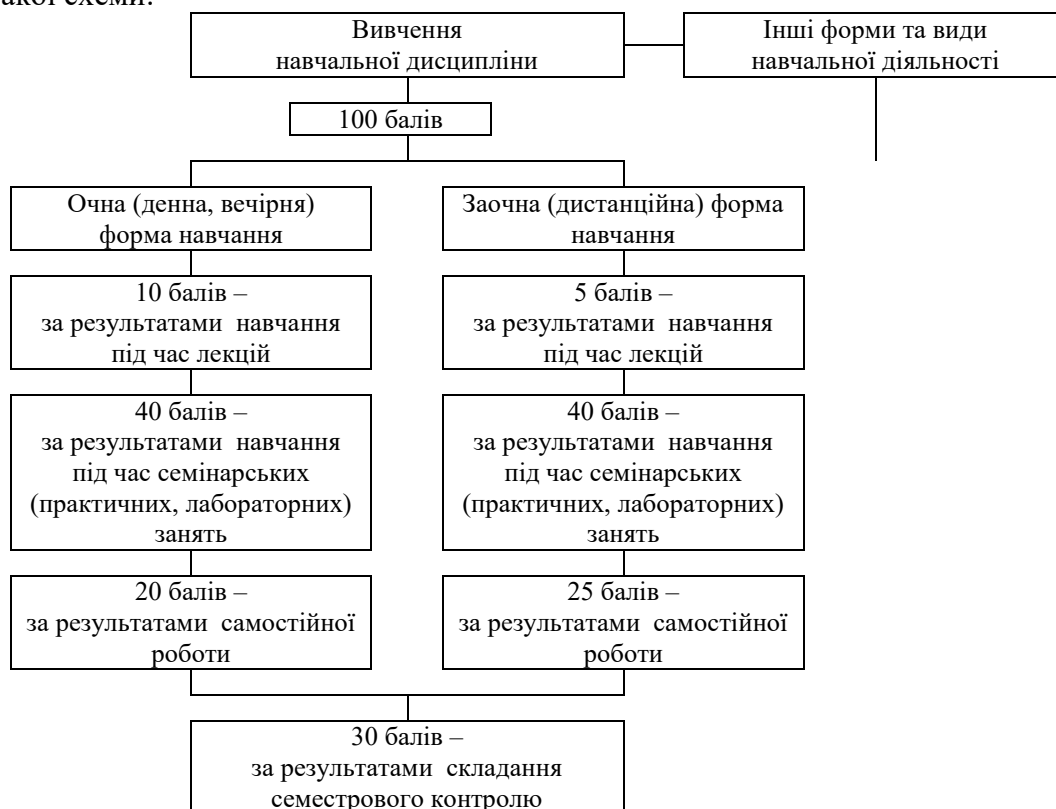 акої схеми:
Вивчення
навчальної дисципліни
Інші форми та види
навчальної діяльності
100 балів
Очна (денна, вечірня)
форма навчання
Заочна (дистанційна) форма
навчання
10 балів –
за результатами навчання
під час лекцій
5 балів –
за результатами навчання
під час лекцій
40 балів –
за результатами навчання
під час семінарських
(практичних, лабораторних)
занять
40 балів –
за результатами навчання
під час семінарських
(практичних, лабораторних)
занять
20 балів –
за результатами самостійної
роботи
25 балів –
за результатами самостійної
роботи
30 балів –
за результатами складання
семестрового контролю